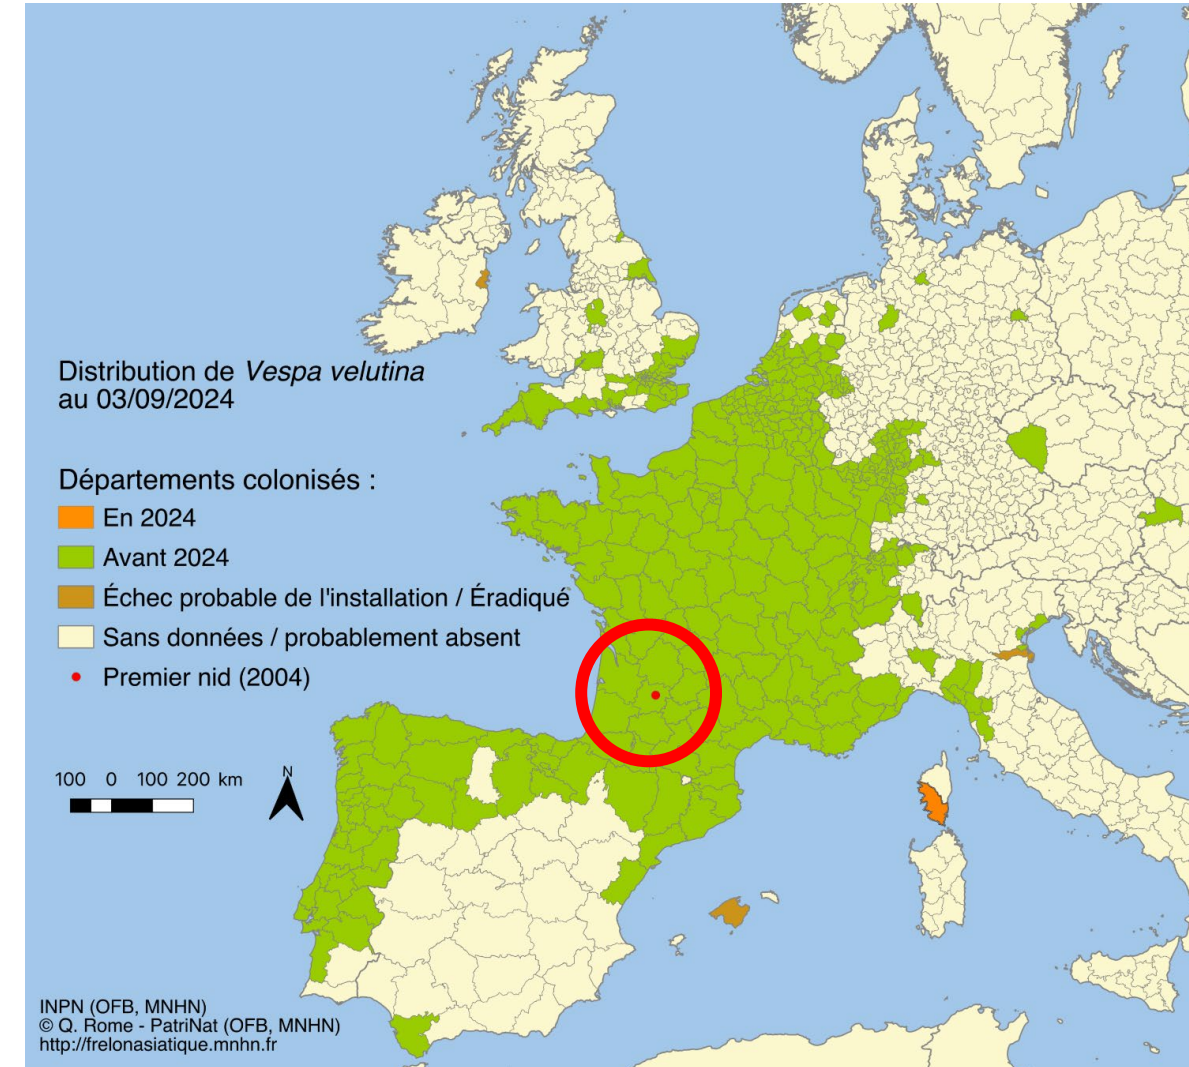 Distribution de Vespa velutina
au 03/09/2024
Départements colonisés :
En 2024
Avant 2024
Échec probable de l'installation / Éradiqué
Sans données / probablement absent
Premier nid (2004)
100 0 100 200 km
N
INPN (OFB, MNHN)
© Q. Rome - PatriNat (OFB, MNHN)
http://frelonasiatique.mnhn.fr